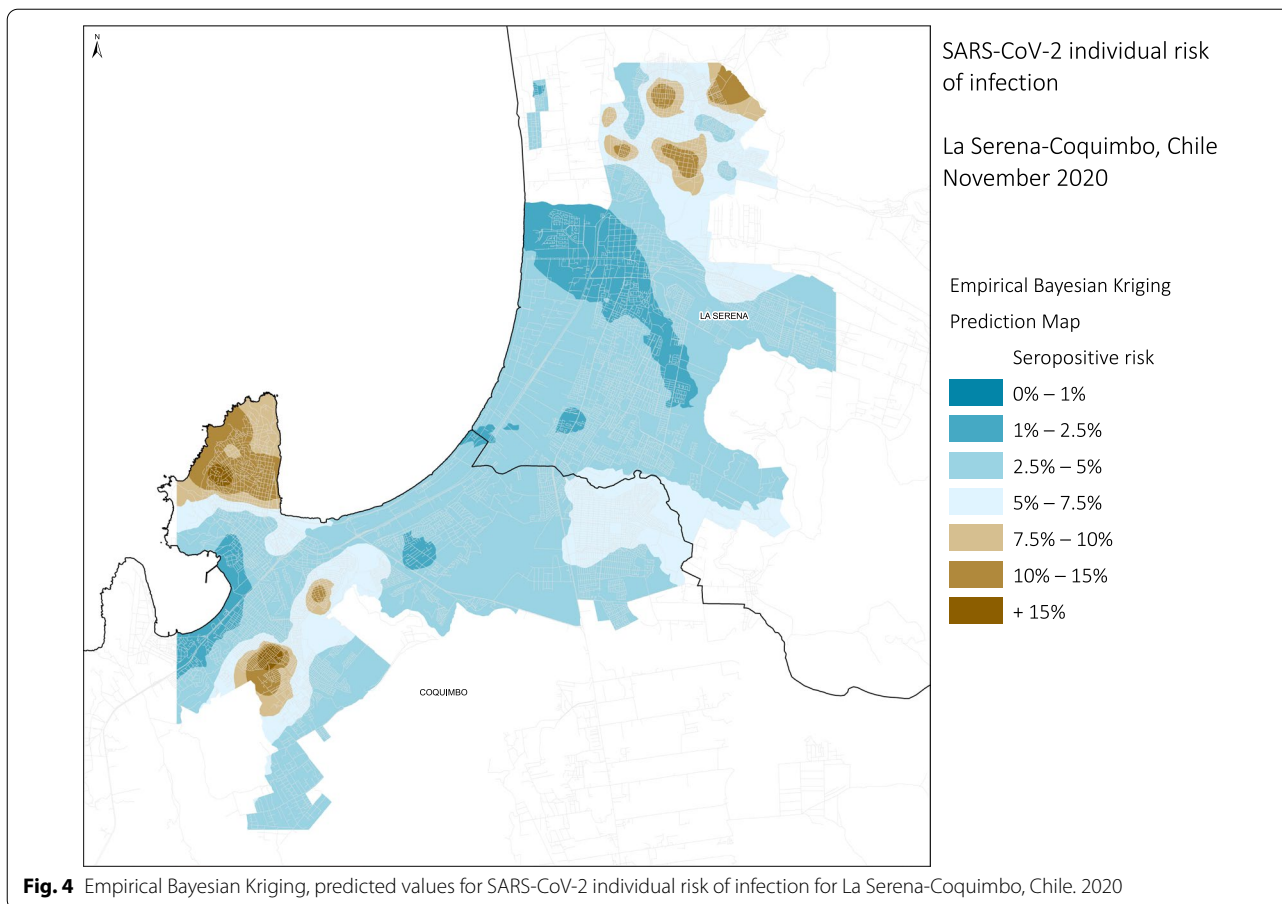 N
SARS-CoV-2 individual risk
of infection
La Serena-Coquimbo, Chile
November 2020
Empirical Bayesian Kriging
Prediction Map
Seropositive risk
0% – 1%
1% – 2.5%
2.5% – 5%
5% – 7.5%
7.5% – 10%
10% – 15%
+ 15%
LA SERENA
COQUIMBO
Fig. 4 Empirical Bayesian Kriging, predicted values for SARS-CoV-2 individual risk of infection for La Serena-Coquimbo, Chile. 2020